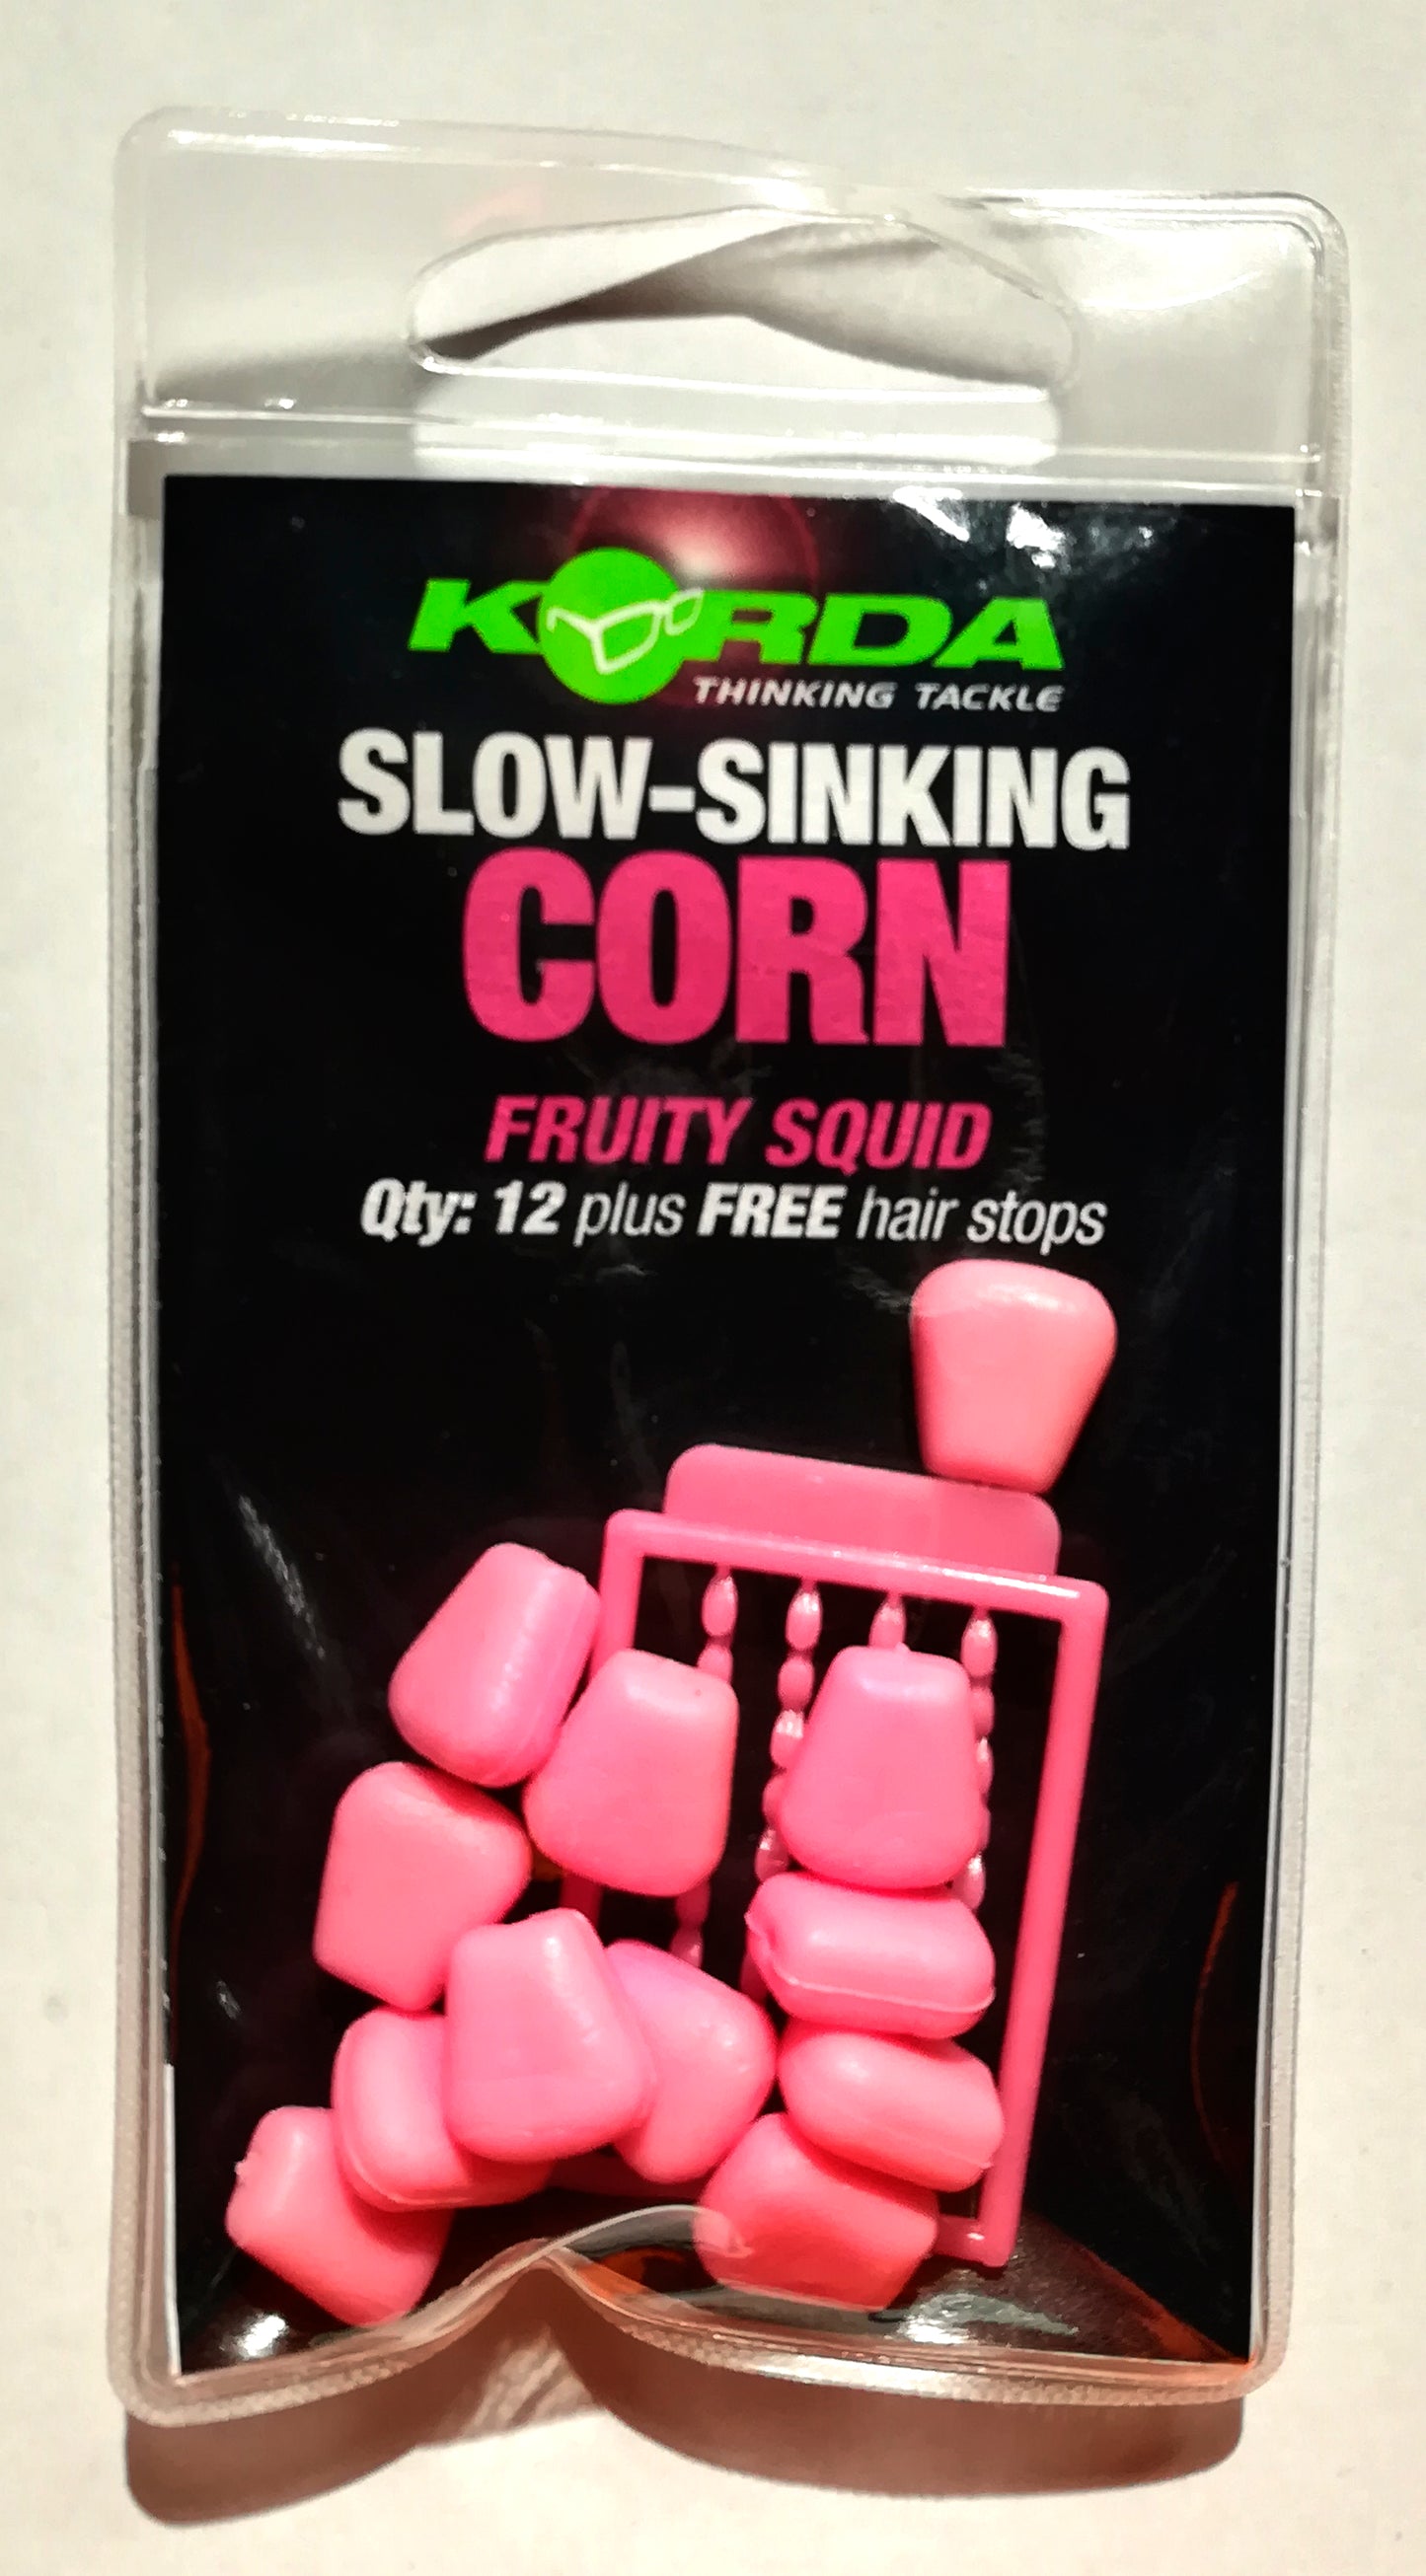 KORDA
THINKING TACKLE
SLOW-SINKING
CORN
FRUITY SQUID
Qty: 12 plus FREE hair stops